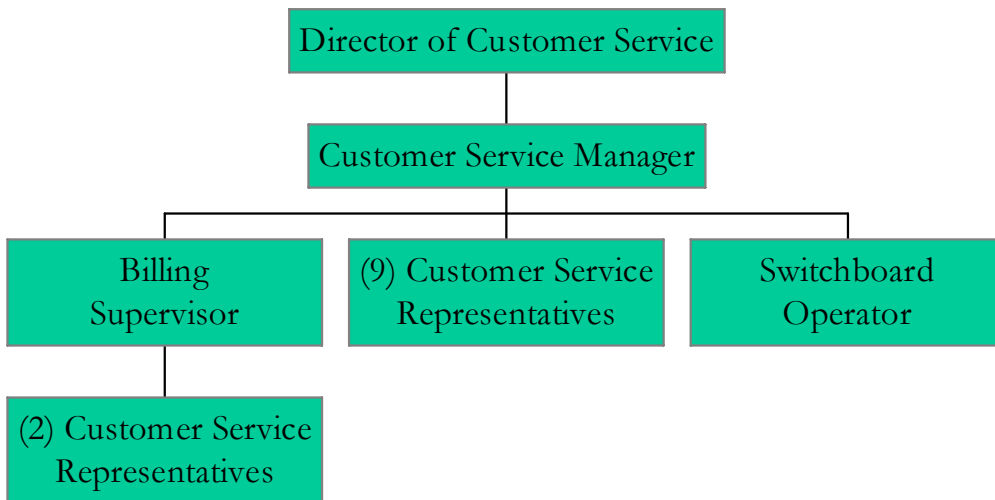 Director of Customer Service
Customer Service Manager
Billing
Supervisor
(9) Customer Service
Representatives
Switchboard
Operator
(2) Customer Service
Representatives